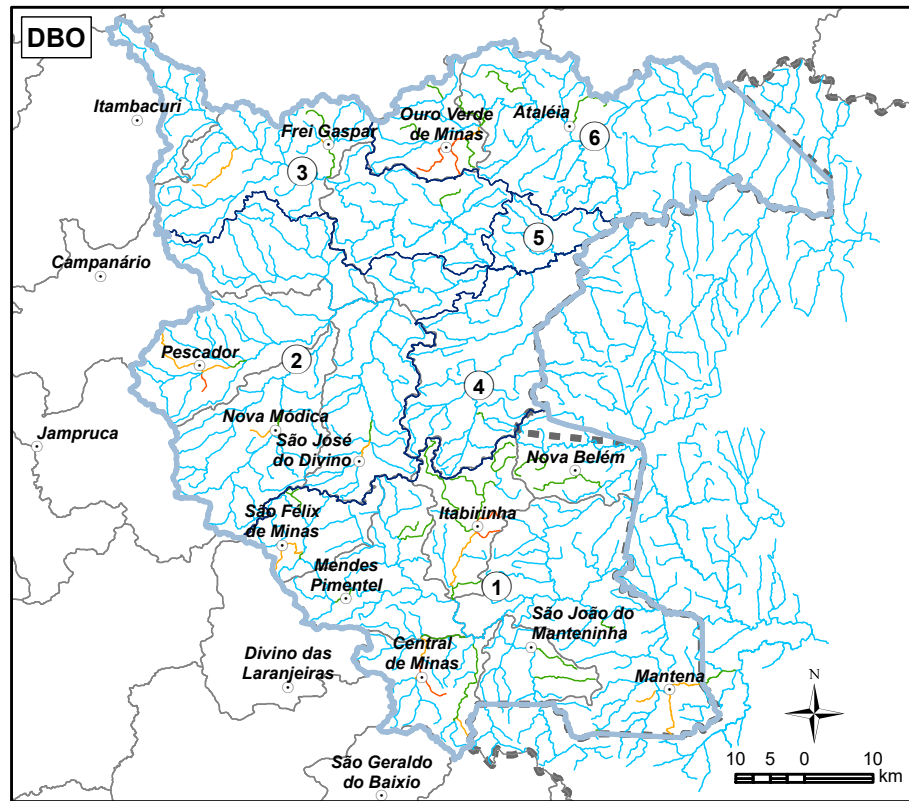 DBO
Itambacuri
Frei Gaspar
Ouro Verde
de Minas
Ataléia
6
3
5
Campanário
Pescador
2
4
Nova Módica
São José
do Divino
Jampruca
Nova Belém
São Félix
de Minas
Itabirinha
Mendes
Pimentel
1
São João do
Manteninha
Central
de Minas
Divino das
Laranjeiras
Mantena
N
São Geraldo
do Baixio
10 5 0 10
km